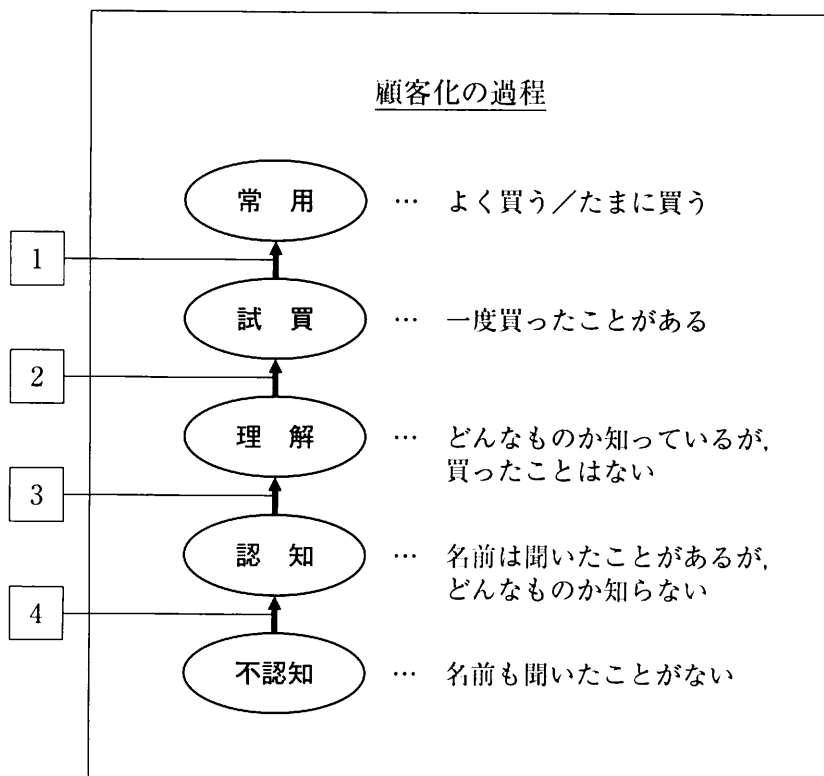 顧客化の過程
常 用 … よく買う／たまに買う
1
試 買 … 一度買ったことがある
2
理 解 … どんなものか知っているが,
買ったことはない
3
認 知 … 名前は聞いたことがあるが,
どんなものか知らない
4
不認知 … 名前も聞いたことがない